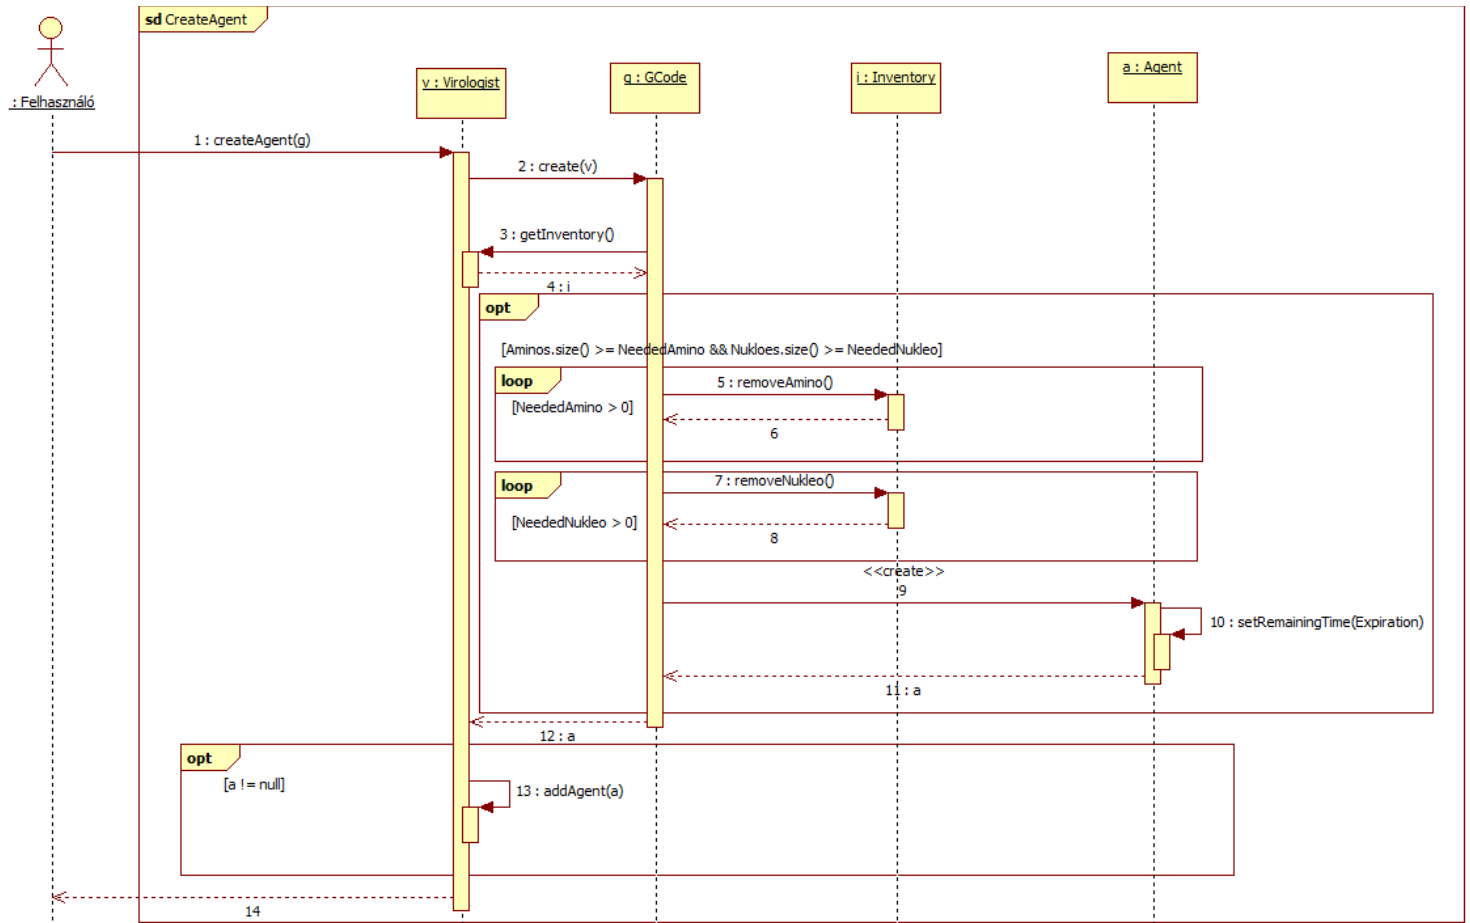 sd CreateAgent
: Felhasználó
v : Virologist
g : GCode
i : Inventory
a : Agent
1 : createAgent(g)
2 : create(v)
3 : getInventory()
4 : i
opt
[Aminos.size() >= NeededAmino && Nukloes.size() >= NeededNukleo]
loop
5 : removeAmino()
[NeededAmino > 0]
6
loop
7 : removeNukleo()
[NeededNukleo > 0]
8
<<create>>
9
10 : setRemainingTime(Expiration)
11 : a
12 : a
opt
[a != null]
13 : addAgent(a)
14